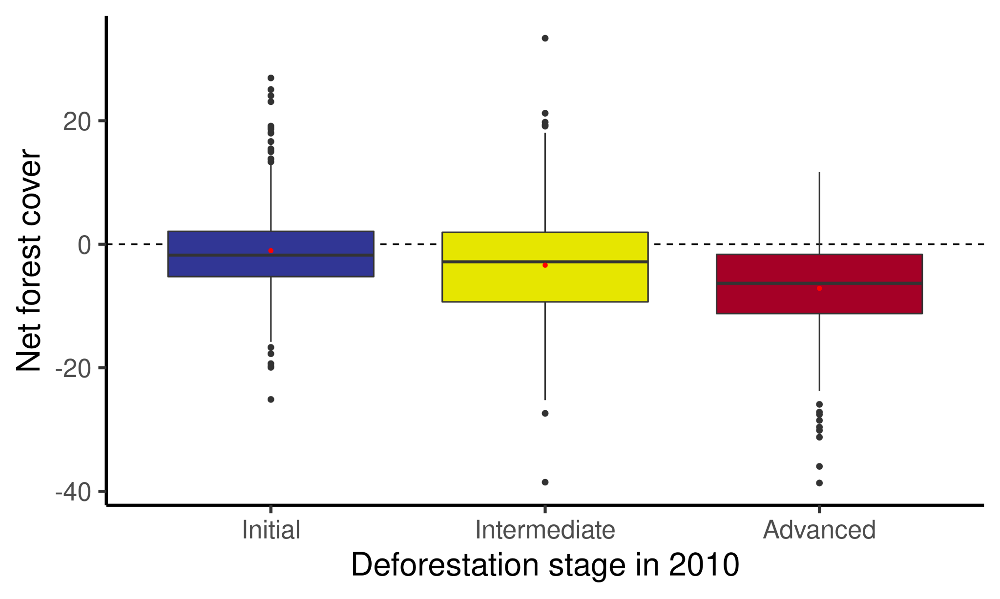 Net forest cover
20
0
-20
-40
Initial
Intermediate
Advanced
Deforestation stage in 2010